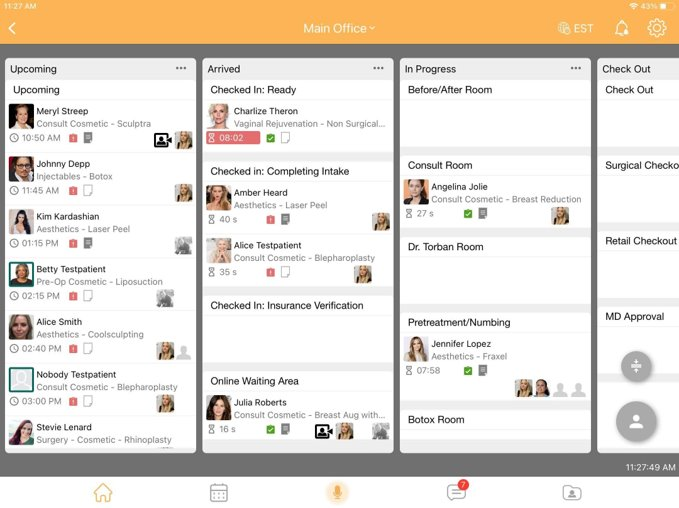 11:27 AM
43%
Main Office
EST
Upcoming
Upcoming
Meryl Streep
Consult Cosmetic - Sculptra
10:50 AM
Johnny Depp
Injectables - Botox
11:45 AM
Kim Kardashian
Aesthetics - Laser Peel
01:15 PM
Betty Testpatient
Pre-Op Cosmetic - Liposuction
02:15 PM
Alice Smith
Aesthetics - Coolsculpting
02:40 PM
Nobody Testpatient
Consult Cosmetic - Blepharoplasty
03:00 PM
Stevie Lenard
Surgery - Cosmetic - Rhinoplasty
Arrived
Checked In: Ready
Charlize Theron
Vaginal Rejuvenation - Non Surgical...
08:02
Checked in: Completing Intake
Amber Heard
Aesthetics - Laser Peel
40 s
Alice Testpatient
Consult Cosmetic - Blepharoplasty
35 s
Checked In: Insurance Verification
Online Waiting Area
Julia Roberts
Consult Cosmetic - Breast Aug with...
16 s
In Progress
Before/After Room
Consult Room
Angelina Jolie
Consult Cosmetic - Breast Reduction
27 s
Dr. Torban Room
Pretreatment/Numbing
Jennifer Lopez
Aesthetics - Fraxel
07:58
Botox Room
Check Out
Check Out
Surgical Checko
Retail Checkout
MD Approval
11:27:49 AM
7